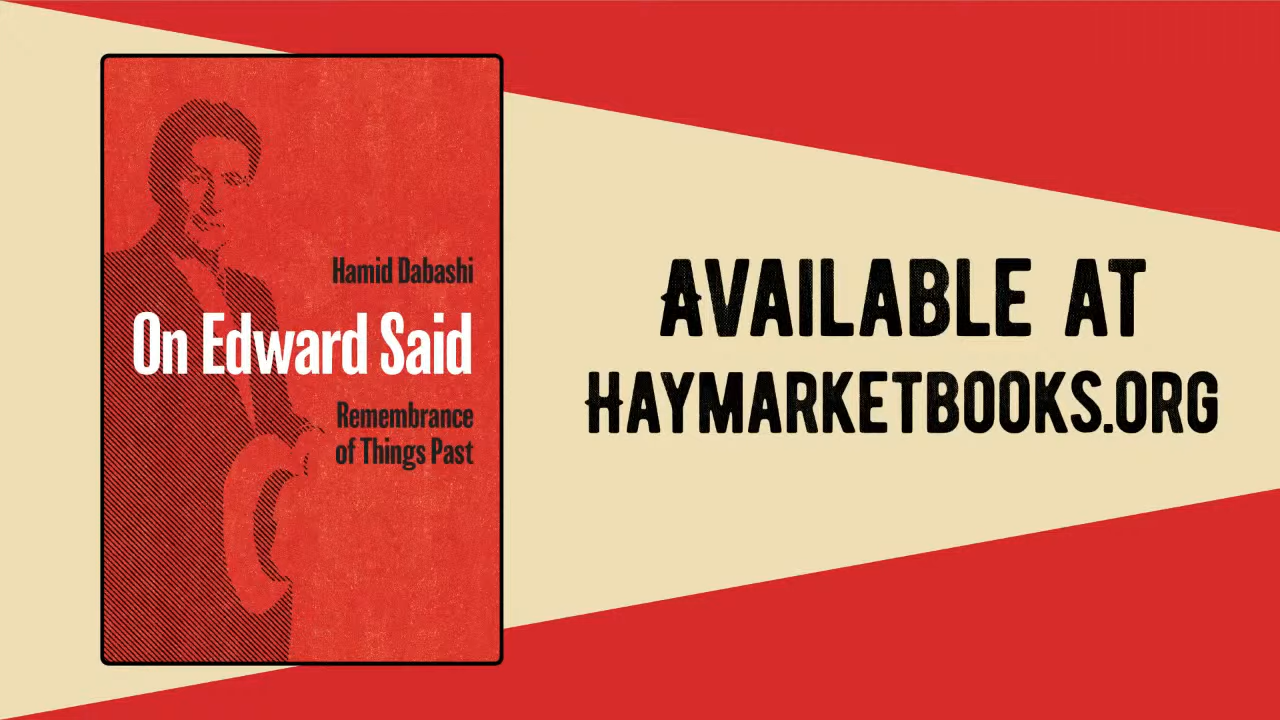 Hamid Dabashi
On Edward Said
Remembrance
of Things Past
AVAILABLE AT
HAYMARKETBOOKS.ORG